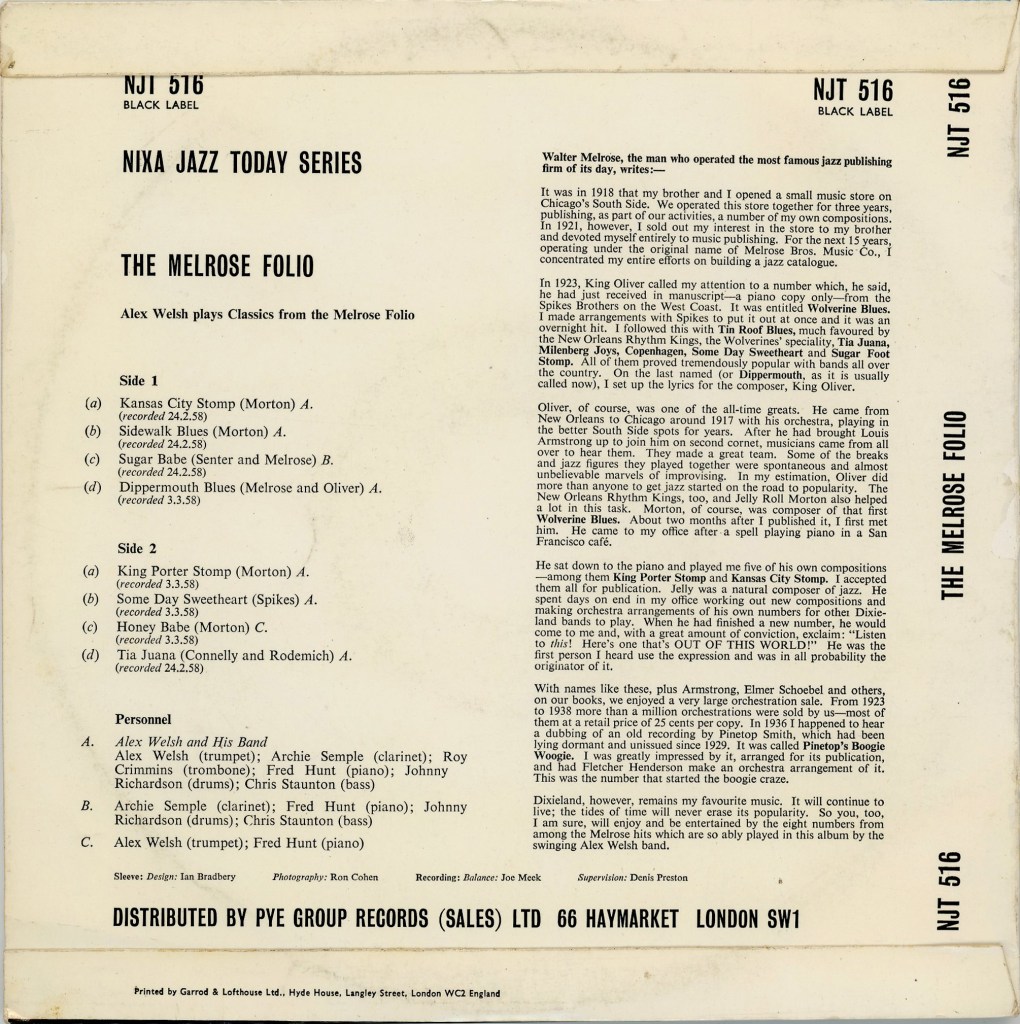 NJT 516
BLACK LABEL
NJT 516
BLACK LABEL
NIXA JAZZ TODAY SERIES
THE MELROSE FOLIO
Alex Welsh plays Classics from the Melrose Folio
Side 1
(a) Kansas City Stomp (Morton) A.
(recorded 24.2.58)
(b) Sidewalk Blues (Morton) A.
(recorded 24.2.58)
(c) Sugar Babe (Senter and Melrose) B.
(recorded 24.2.58)
(d) Dippermouth Blues (Melrose and Oliver) A.
(recorded 3.3.58)
Side 2
(a) King Porter Stomp (Morton) A.
(recorded 3.3.58)
(b) Some Day Sweetheart (Spikes) A.
(recorded 3.3.58)
(c) Honey Babe (Morton) C.
(recorded 3.3.58)
(d) Tia Juana (Connelly and Rodemich) A.
(recorded 24.2.58)
Personnel
A. Alex Welsh and His Band
Alex Welsh (trumpet); Archie Semple (clarinet); Roy
Crimmins (trombone); Fred Hunt (piano); Johnny
Richardson (drums); Chris Staunton (bass)
B. Archie Semple (clarinet); Fred Hunt (piano); Johnny
Richardson (drums); Chris Staunton (bass)
C. Alex Welsh (trumpet); Fred Hunt (piano)
Walter Melrose, the man who operated the most famous jazz publishing
firm of its day, writes:—
It was in 1918 that my brother and I opened a small music store on
Chicago's South Side. We operated this store together for three years,
publishing, as part of our activities, a number of my own compositions.
In 1921, however, I sold out my interest in the store to my brother
and devoted myself entirely to music publishing. For the next 15 years,
operating under the original name of Melrose Bros. Music Co., I
concentrated my entire efforts on building a jazz catalogue.
In 1923, King Oliver called my attention to a number which, he said,
he had just received in manuscript—a piano copy only—from the
Spikes Brothers on the West Coast. It was entitled Wolverine Blues.
I made arrangements with Spikes to put it out at once and it was an
overnight hit. I followed this with Tin Roof Blues, much favoured by
the New Orleans Rhythm Kings, the Wolverines' speciality, Tia Juana,
Milenberg Joys, Copenhagen, Some Day Sweetheart and Sugar Foot
Stomp. All of them proved tremendously popular with bands all over
the country. On the last named (or Dippermouth, as it is usually
called now), I set up the lyrics for the composer, King Oliver.
Oliver, of course, was one of the all-time greats. He came from
New Orleans to Chicago around 1917 with his orchestra, playing in
the better South Side spots for years. After he had brought Louis
Armstrong up to join him on second cornet, musicians came from all
over to hear them. They made a great team. Some of the breaks
and jazz figures they played together were spontaneous and almost
unbelievable marvels of improvising. In my estimation, Oliver did
more than anyone to get jazz started on the road to popularity. The
New Orleans Rhythm Kings, too, and Jelly Roll Morton also helped
a lot in this task. Morton, of course, was composer of that first
Wolverine Blues. About two months after I published it, I first met
him. He came to my office after a spell playing piano in a San
Francisco café.
He sat down to the piano and played me five of his own compositions
—among them King Porter Stomp and Kansas City Stomp. I accepted
them all for publication. Jelly was a natural composer of jazz. He
spent days on end in my office working out new compositions and
making orchestra arrangements of his own numbers for other Dixie-
land bands to play. When he had finished a new number, he would
come to me and, with a great amount of conviction, exclaim: "Listen
to this! Here's one that's OUT OF THIS WORLD!" He was the
first person I heard use the expression and was in all probability the
originator of it.
With names like these, plus Armstrong, Elmer Schoebel and others,
on our books, we enjoyed a very large orchestration sale. From 1923
to 1938 more than a million orchestrations were sold by us—most of
them at a retail price of 25 cents per copy. In 1936 I happened to hear
a dubbing of an old recording by Pinetop Smith, which had been
lying dormant and unissued since 1929. It was called Pinetop's Boogie
Woogie. I was greatly impressed by it, arranged for its publication,
and had Fletcher Henderson make an orchestra arrangement of it.
This was the number that started the boogie craze.
Dixieland, however, remains my favourite music. It will continue to
live; the tides of time will never erase its popularity. So you, too,
I am sure, will enjoy and be entertained by the eight numbers from
among the Melrose hits which are so ably played in this album by the
swinging Alex Welsh band.
Sleeve: Design: Ian Bradbery Photography: Ron Cohen Recording: Balance: Joe Meek Supervision: Denis Preston
DISTRIBUTED BY PYE GROUP RECORDS (SALES) LTD 66 HAYMARKET LONDON SW1
Printed by Garrod & Lofthouse Ltd., Hyde House, Langley Street, London WC2 England
NJT 516
THE MELROSE FOLIO
NJT 516